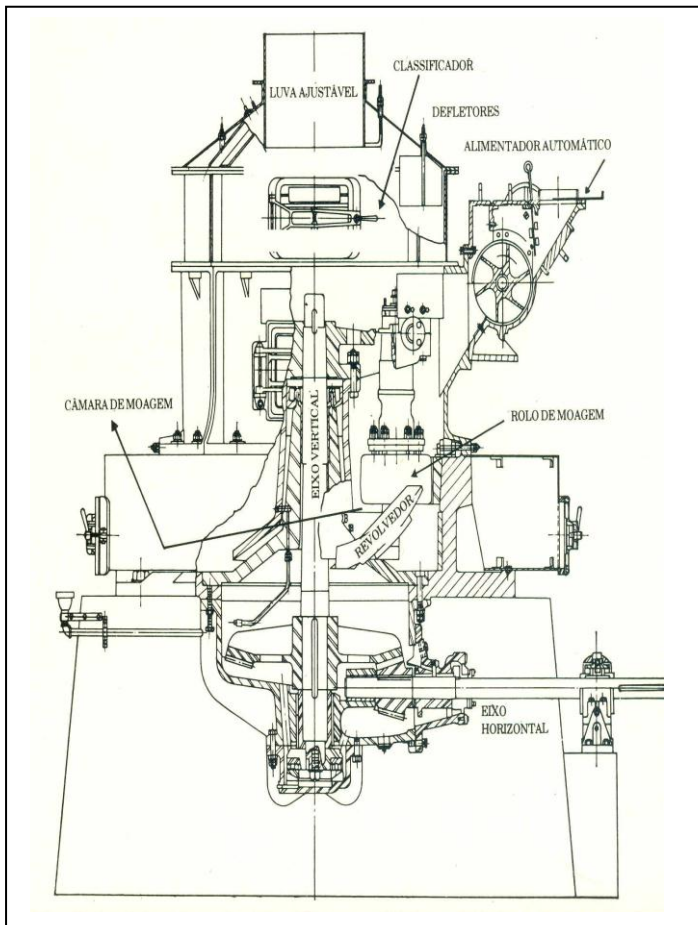 CLASSIFICADOR
LUVA AJUSTÁVEL
DEFLETORES
ALIMENTADOR AUTOMÁTICO
CÂMARA DE MOAGEM
EIXO VERTICAL
ROLO DE MOAGEM
REVOLVEDOR
EIXO
HORIZONTAL